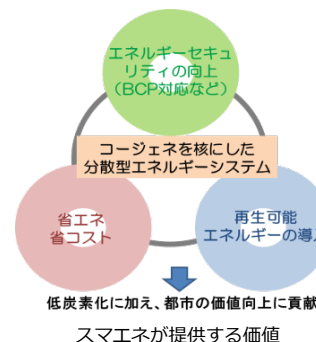 エネルギーセキュ
リティの向上
（BCP対応など）
コージェネを核にした
分散型エネルギーシステム
省エネ
省コスト
再生可能
エネルギーの導入
低炭素化に加え、都市の価値向上に貢献
スマエネが提供する価値